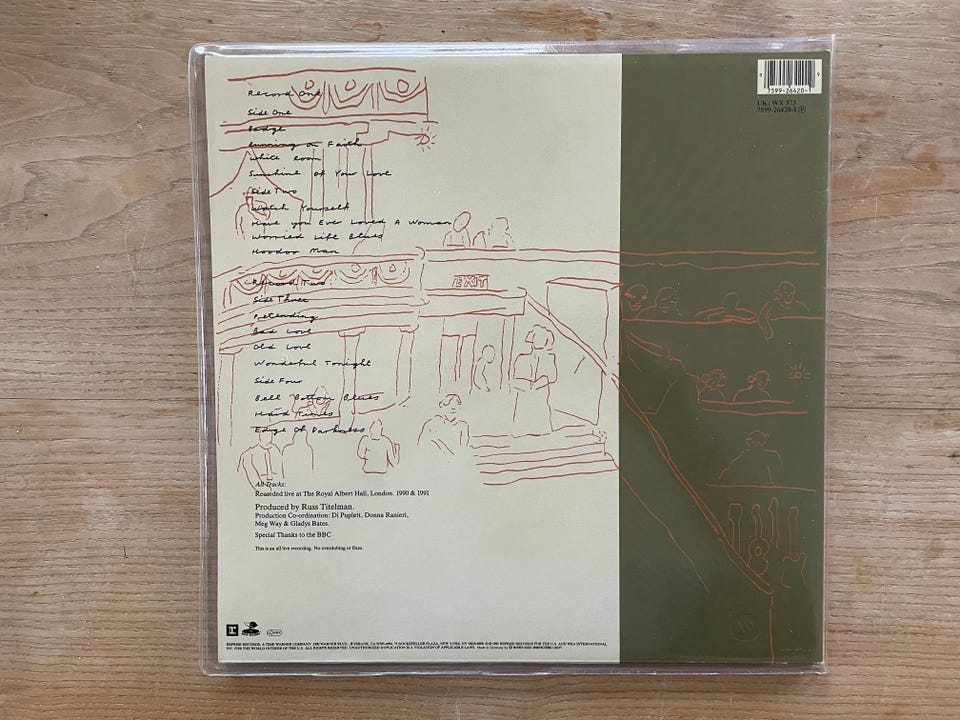 Record One
Side One
Badge
Running on Faith
White Room
Sunshine Of Your Love
Side Two
Watch Yourself
Have you Ever Loved A Woman
Worried Life Blues
Hoodoo Man
Record Two
Side Three
Pretending
Bad Love
Old Love
Wonderful Tonight
Side Four
Bell Bottom Blues
Hard Times
Edge Of Darkness
EXIT
All Tracks:
Recorded live at The Royal Albert Hall, London. 1990 & 1991
Produced by Russ Titelman.
Production Co-ordination: Di Puplett, Donna Ranieri,
Meg Way & Gladys Bates.
Special Thanks to the BBC
This is an all live recording. No overdubbing or fixes.
7599-26420-1
UK: WX 373
7599-26420-1